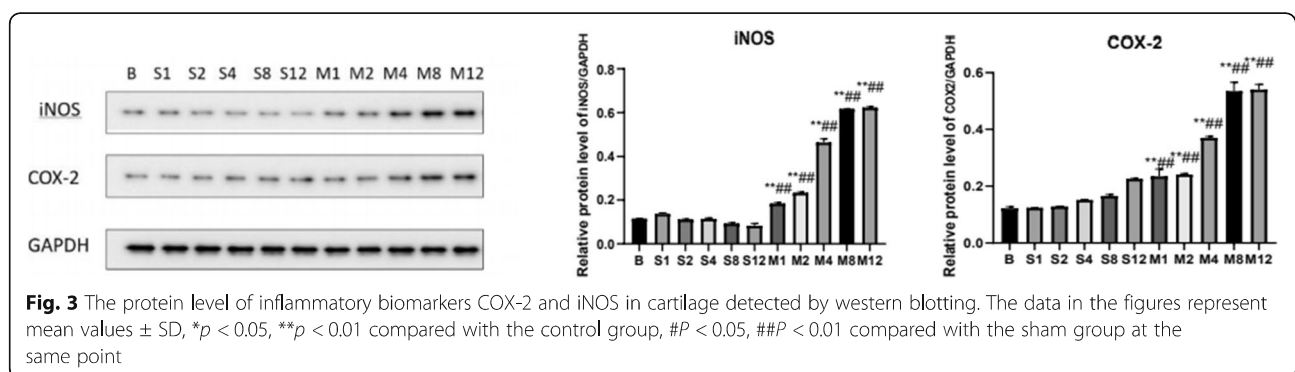 B S1 S2 S4 S8 S12 M1 M2 M4 M8 M12
iNOS
COX-2
GAPDH
iNOS
Relative protein level of iNOS/GAPDH
0.8
0.6
0.4
0.2
0.0
**## **## **## **## **##
B S1 S2 S4 S8 S12 M1 M2 M4 M8 M12
COX-2
Relative protein level of COX2/GAPDH
0.6
0.4
0.2
0.0
**## **## **## **## **##
B S1 S2 S4 S8 S12 M1 M2 M4 M8 M12
Fig. 3 The protein level of inflammatory biomarkers COX-2 and iNOS in cartilage detected by western blotting. The data in the figures represent
mean values ± SD, *p < 0.05, **p < 0.01 compared with the control group, #P < 0.05, ##P < 0.01 compared with the sham group at the
same point